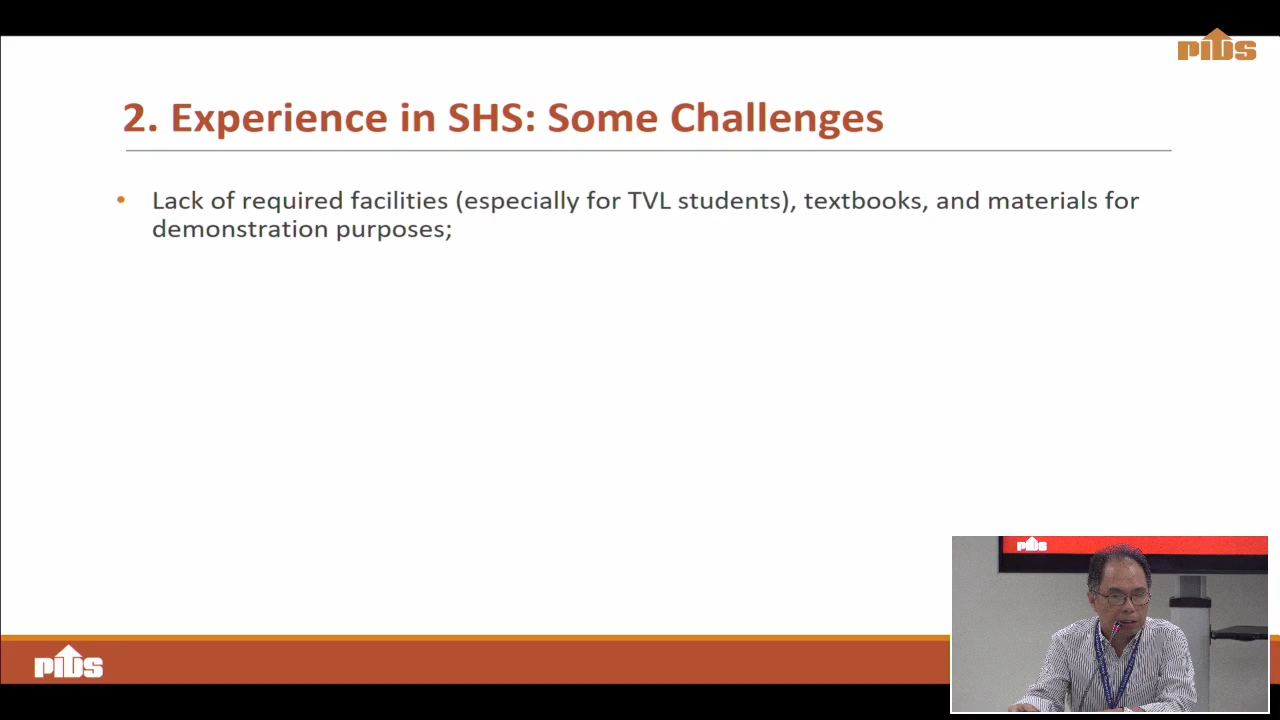 PIDS
2. Experience in SHS: Some Challenges
• Lack of required facilities (especially for TVL students), textbooks, and materials for
demonstration purposes;
PIDS
PIDS